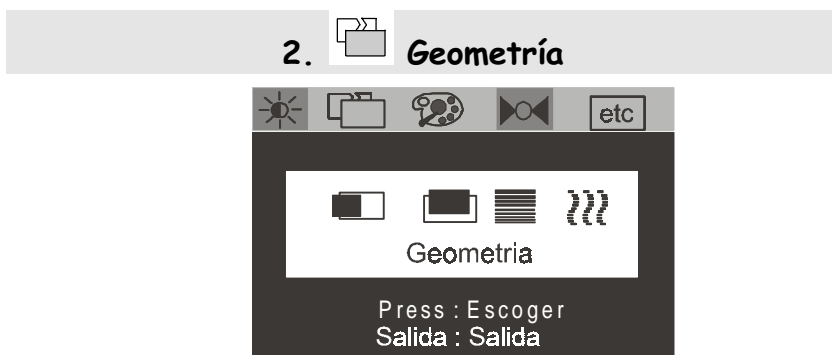 2. Geometría
etc
Geometria
Press : Escoger
Salida : Salida